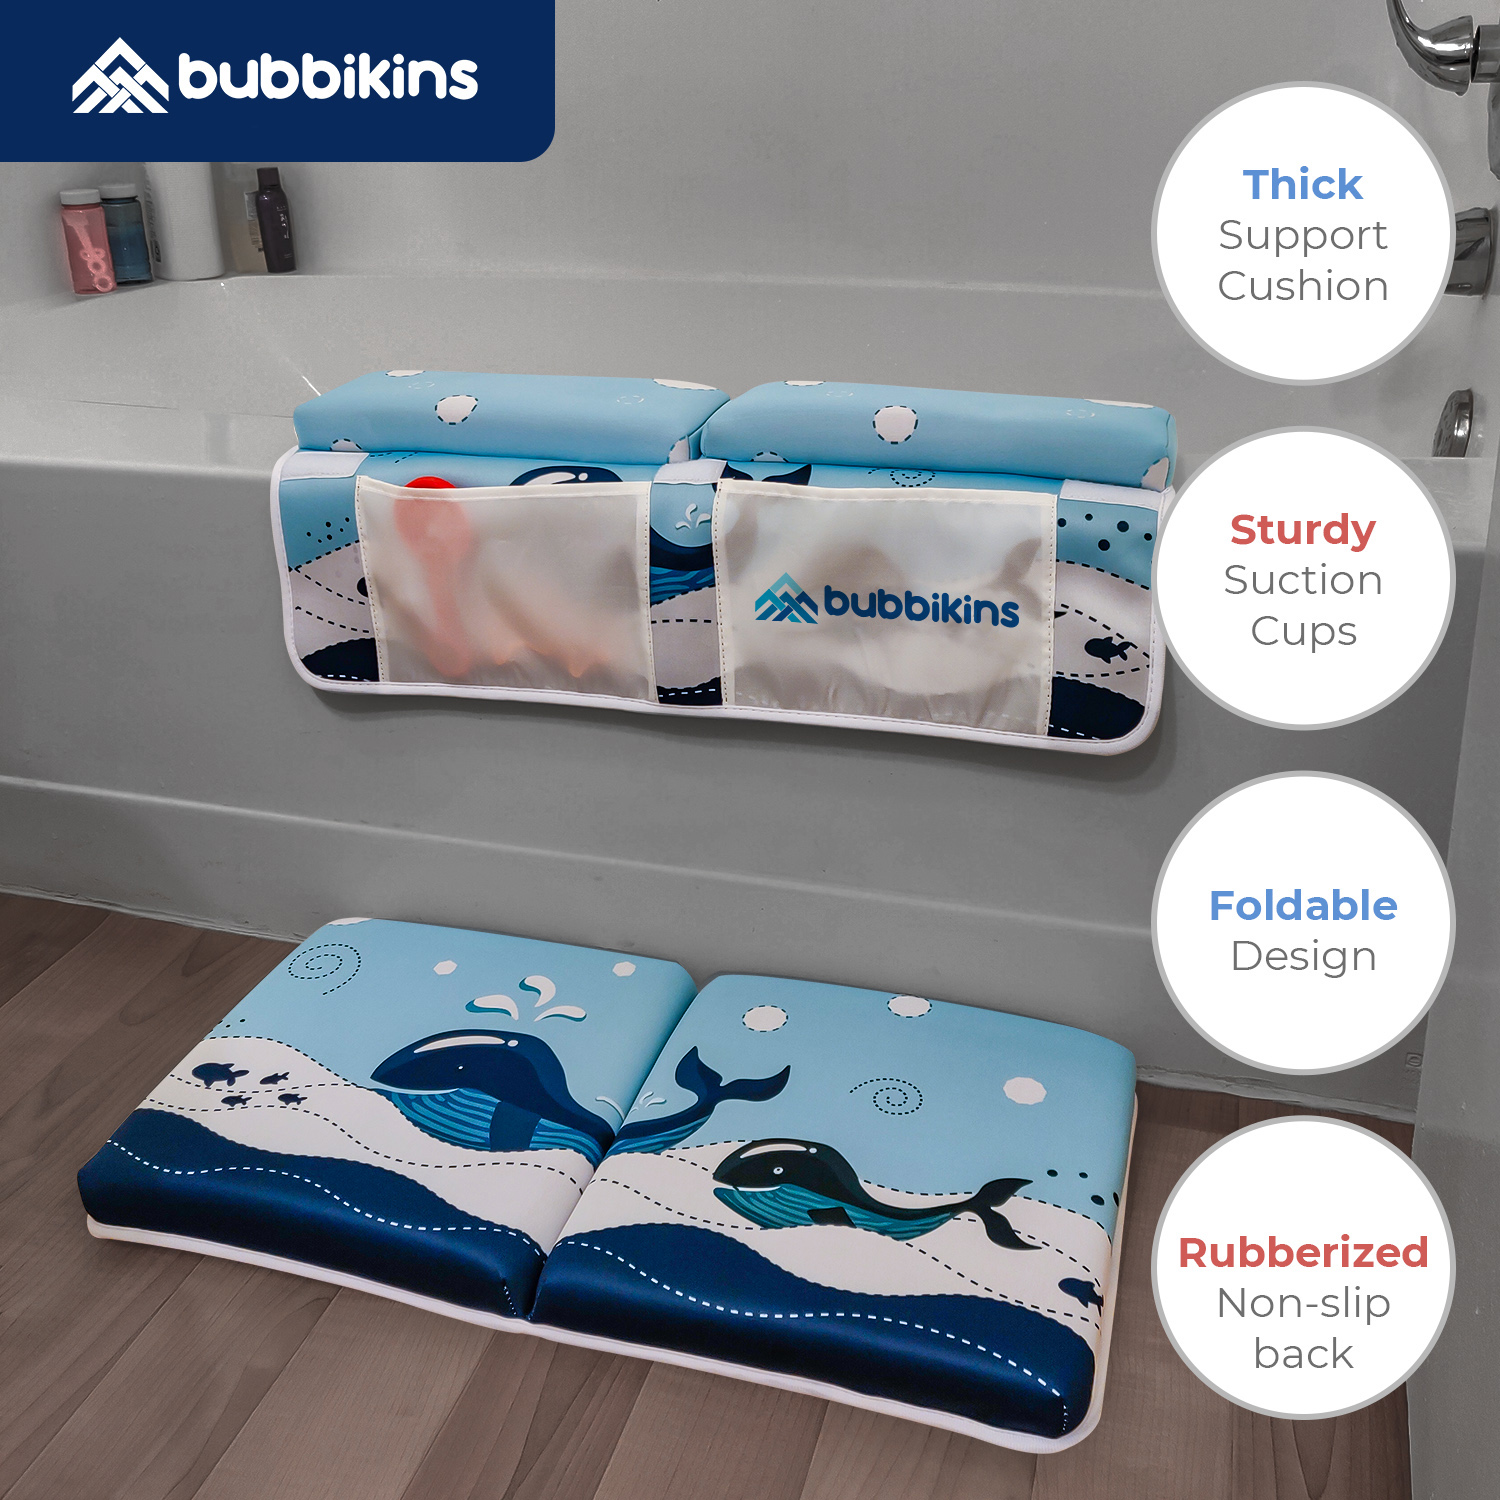 bubbikins
Thick
Support
Cushion
Sturdy
Suction
Cups
bubbikins
Foldable
Design
Rubberized
Non-slip
back